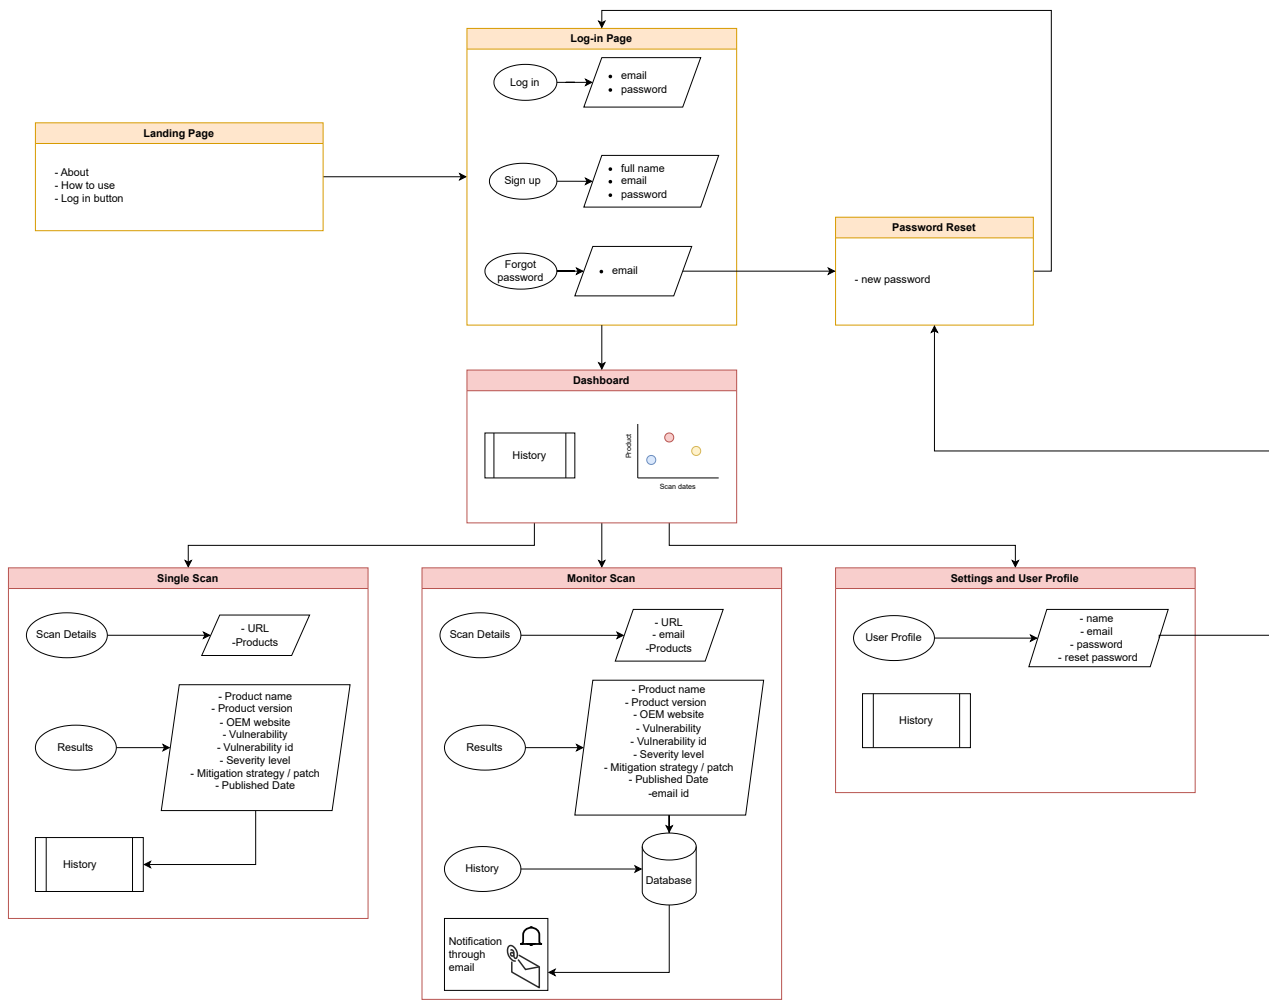 Log-in Page
Log in
• email
• password
Sign up
• full name
• email
• password
Forgot
password
• email
Landing Page
- About
- How to use
- Log in button
Password Reset
- new password
Dashboard
History
Product
Scan dates
Single Scan
Scan Details
- URL
-Products
Results
- Product name
- Product version
- OEM website
- Vulnerability
- Vulnerability id
- Severity level
- Mitigation strategy / patch
- Published Date
History
Monitor Scan
Scan Details
- URL
- email
-Products
Results
- Product name
- Product version
- OEM website
- Vulnerability
- Vulnerability id
- Severity level
- Mitigation strategy / patch
- Published Date
-email id
History
Database
Notification
through
email
@
Settings and User Profile
User Profile
- name
- email
- password
- reset password
History